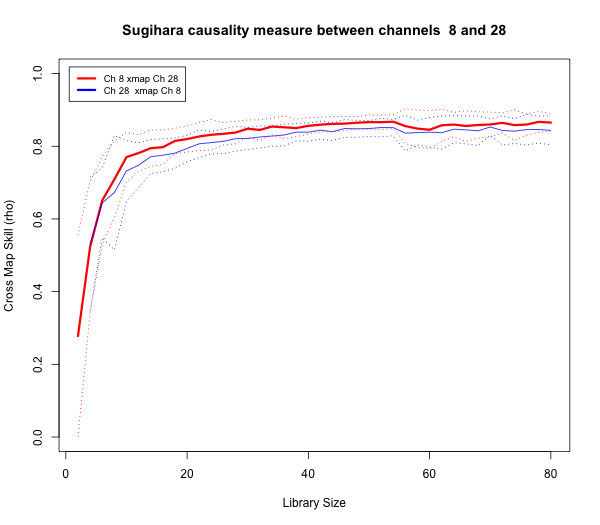 Sugihara causality measure between channels  8 and 28
Ch 8 xmap Ch 28
Ch 28  xmap Ch 8
Cross Map Skill (rho)
1.0
0.8
0.6
0.4
0.2
0.0
0 20 40 60 80
Library Size